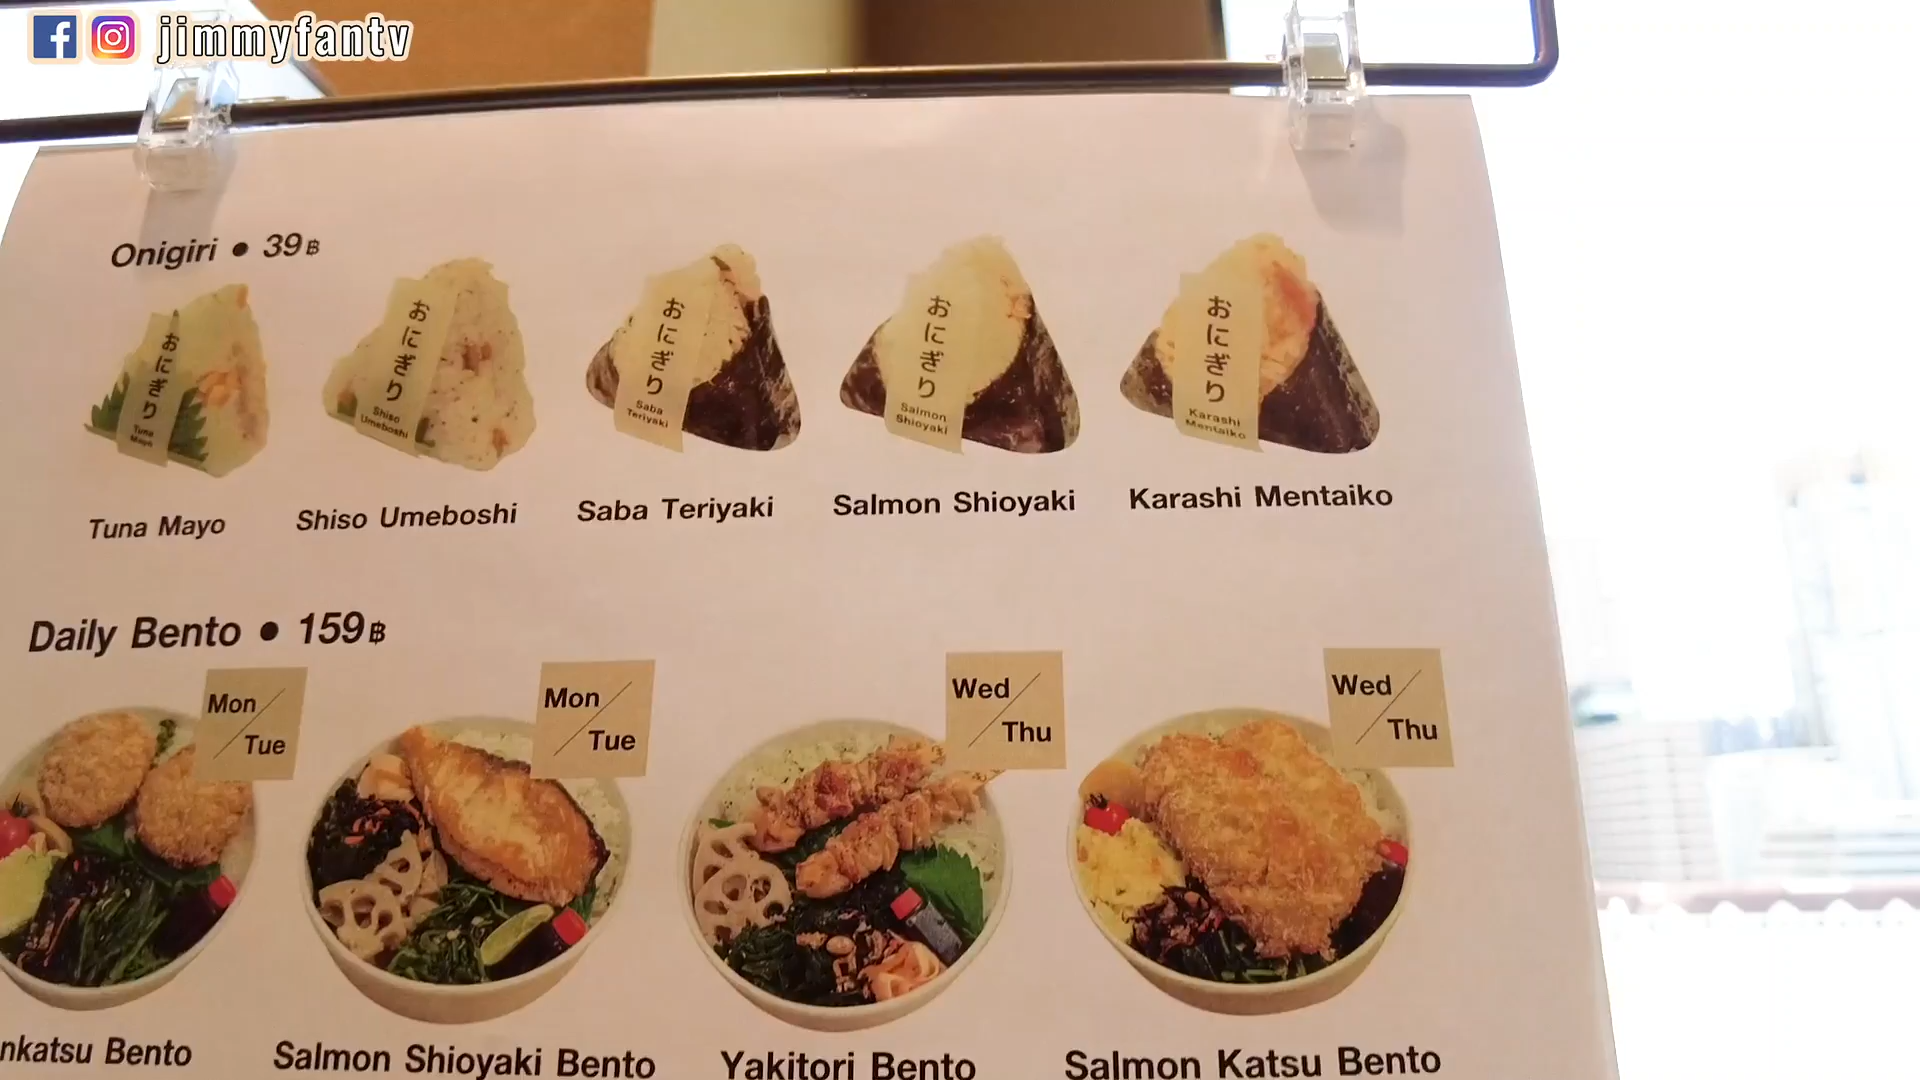 jimmyfantv
Onigiri • 39฿
おにぎり
Tuna
Mayo
おにぎり
Shiso
Umeboshi
おにぎり
Saba
Teriyaki
おにぎり
Salmon
Shioyaki
おにぎり
Karashi
Mentaiko
Tuna Mayo
Shiso Umeboshi
Saba Teriyaki
Salmon Shioyaki
Karashi Mentaiko
Daily Bento • 159฿
Mon
Tue
Mon
Tue
Wed
Thu
Wed
Thu
nkatsu Bento
Salmon Shioyaki Bento
Yakitori Bento
Salmon Katsu Bento